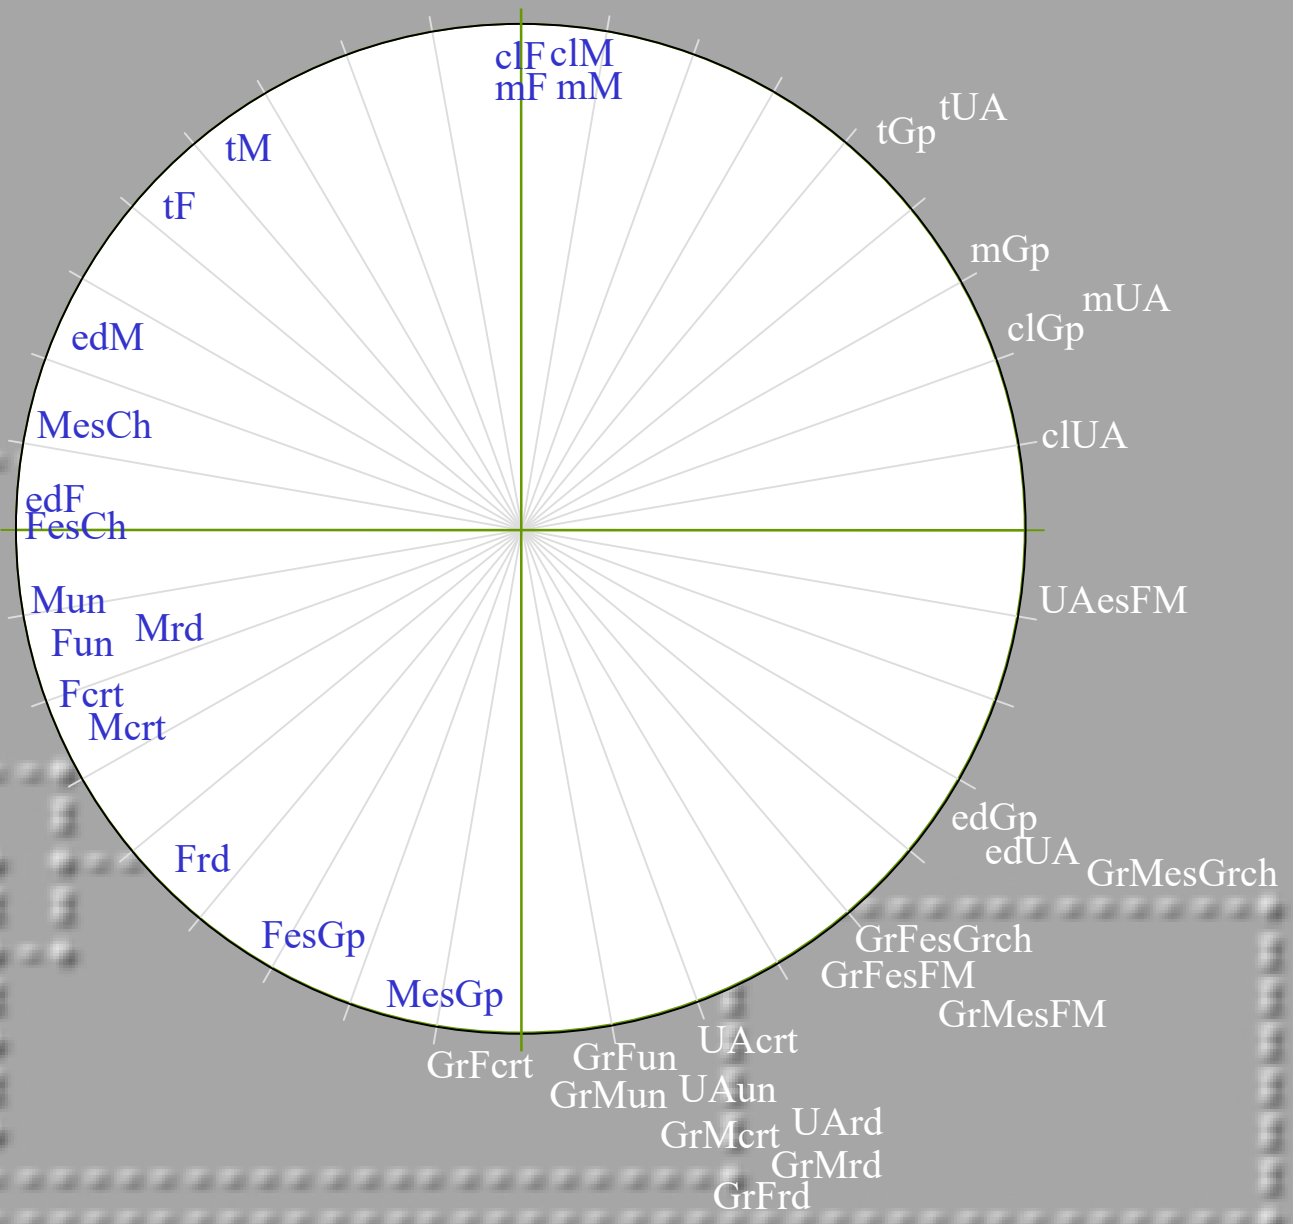 clF clM
mF mM
tUA
tGp
tM
tF
mGp
mUA
clGp
edM
MesCh
clUA
edF
FesCh
Mun
UAesFM
Mrd
Fun
Fcrt
Mcrt
edGp
edUA
Frd
GrMesGrch
FesGp
GrFesGrch
GrFesFM
MesGp
GrMesFM
UAcrt
GrFcrt
GrFun
GrMun
UAun
UArd
GrMcrt
GrMrd
GrFrd